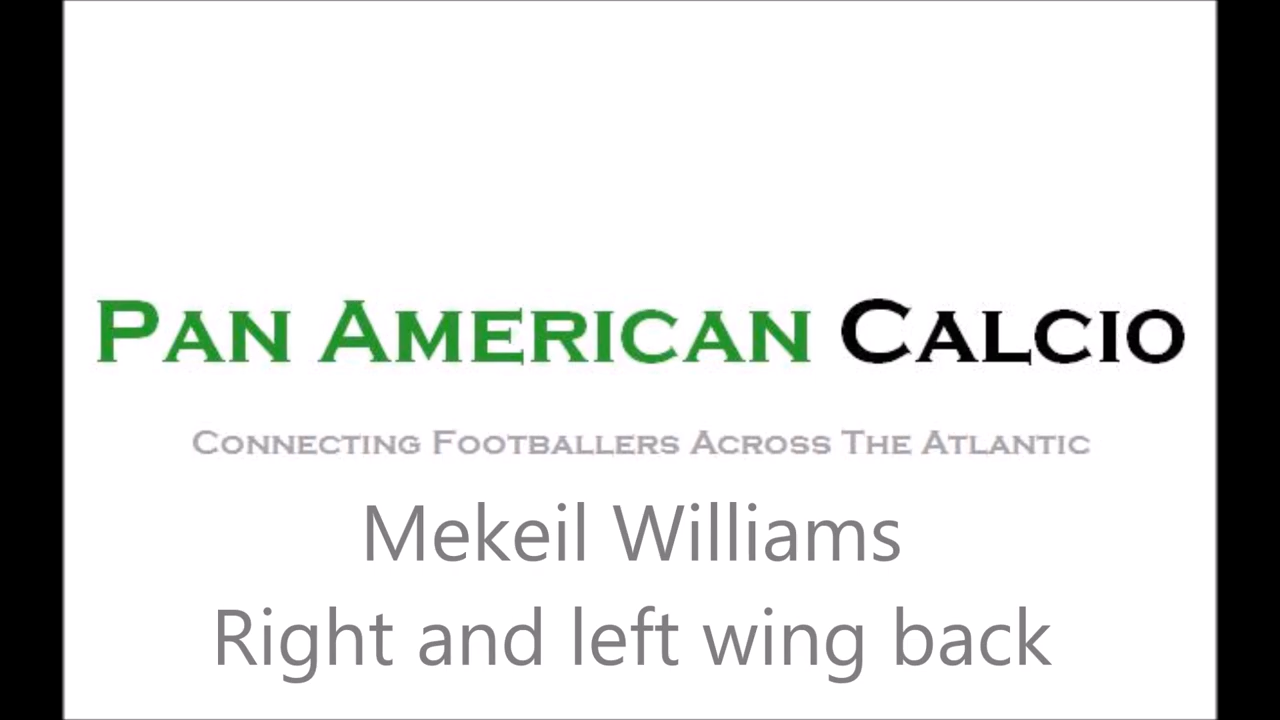 Pan American Calcio
Connecting Footballers Across The Atlantic
Mekeil Williams
Right and left wing back